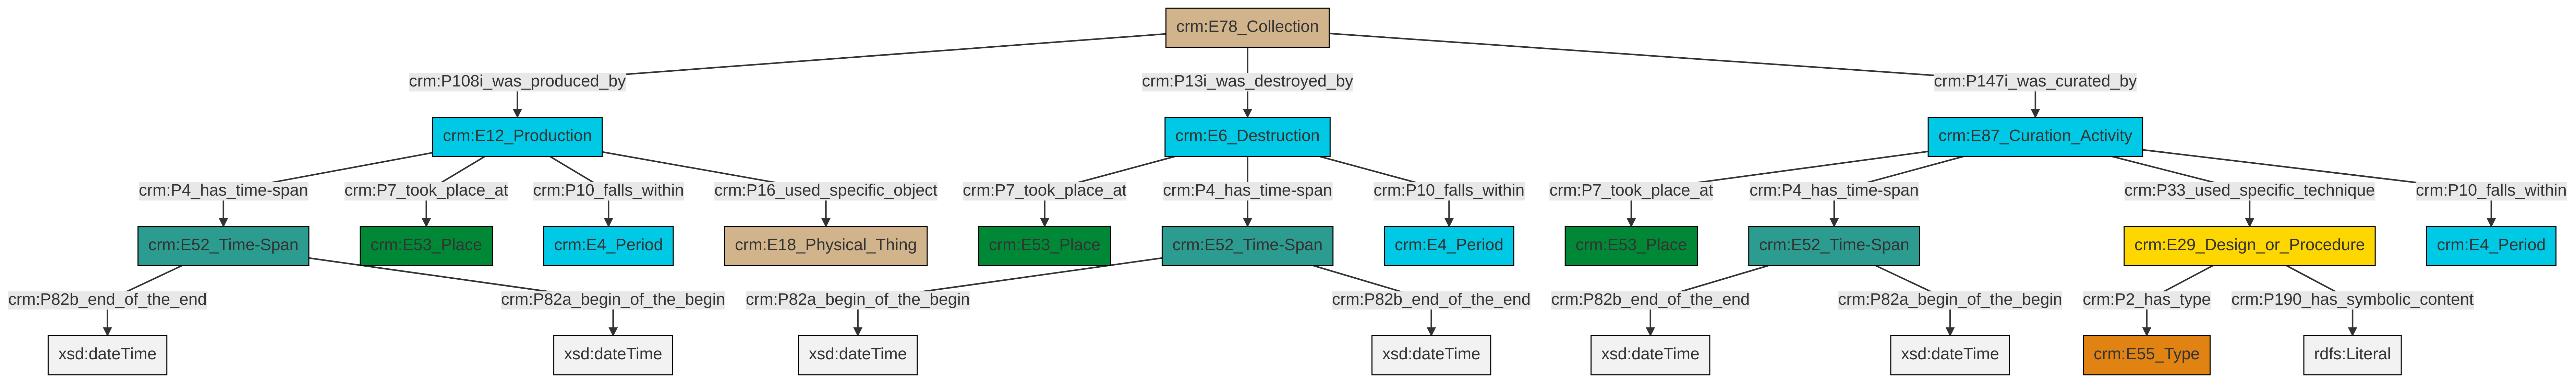 crm:E78_Collection
crm:P108i_was_produced_by
crm:P13i_was_destroyed_by
crm:P147i_was_curated_by
crm:E12_Production
crm:E6_Destruction
crm:E87_Curation_Activity
crm:P4_has_time-span
crm:P7_took_place_at
crm:P10_falls_within
crm:P16_used_specific_object
crm:P7_took_place_at
crm:P4_has_time-span
crm:P10_falls_within
crm:P7_took_place_at
crm:P4_has_time-span
crm:P33_used_specific_technique
crm:P10_falls_within
crm:E52_Time-Span
crm:E53_Place
crm:E4_Period
crm:E18_Physical_Thing
crm:E53_Place
crm:E52_Time-Span
crm:E4_Period
crm:E53_Place
crm:E52_Time-Span
crm:E29_Design_or_Procedure
crm:E4_Period
crm:P82b_end_of_the_end
crm:P82a_begin_of_the_begin
crm:P82a_begin_of_the_begin
crm:P82b_end_of_the_end
crm:P82b_end_of_the_end
crm:P82a_begin_of_the_begin
crm:P2_has_type
crm:P190_has_symbolic_content
xsd:dateTime
xsd:dateTime
xsd:dateTime
xsd:dateTime
xsd:dateTime
xsd:dateTime
crm:E55_Type
rdfs:Literal